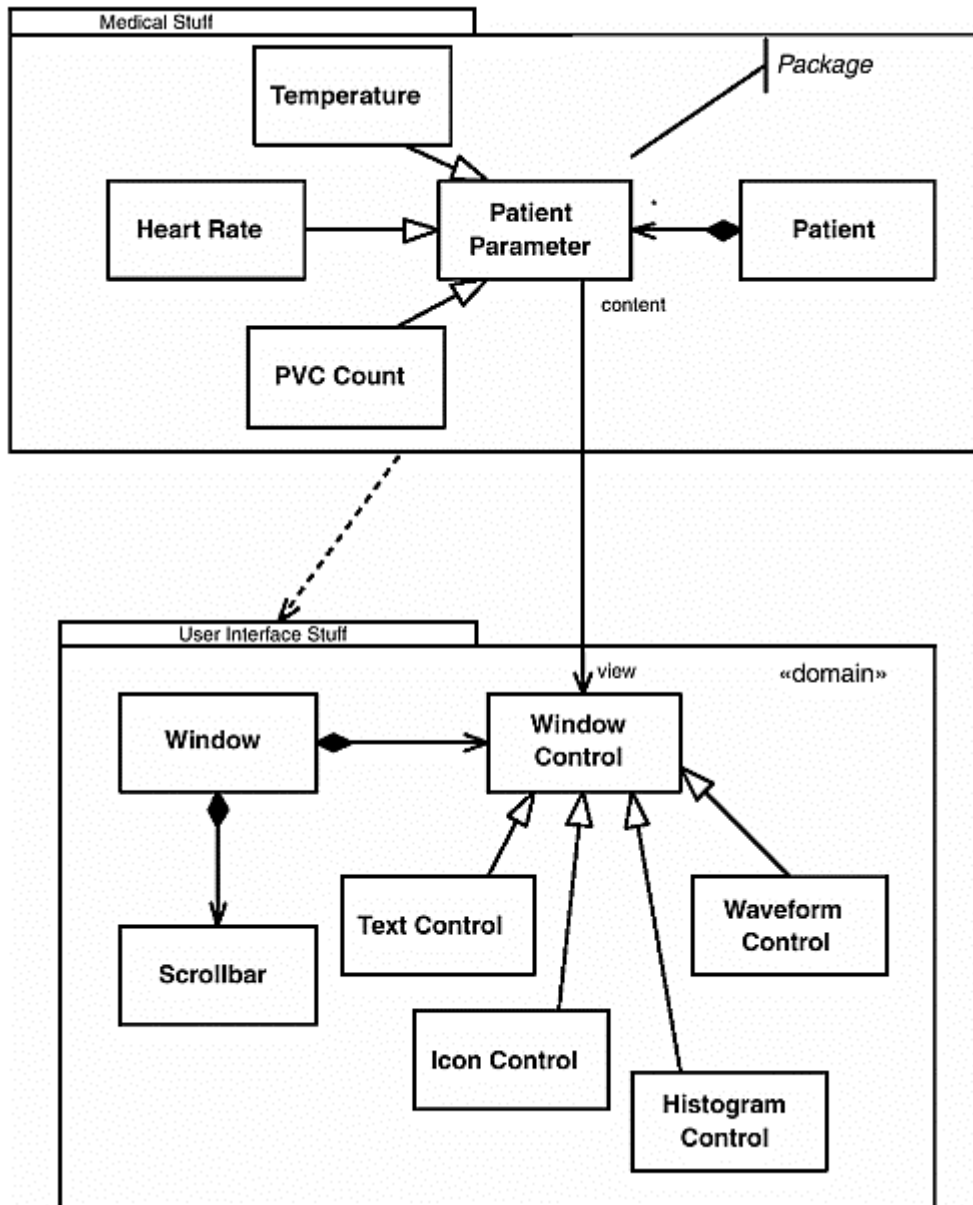 Medical Stuff
Package
Temperature
Heart Rate
Patient
Parameter
*
Patient
content
PVC Count
User Interface Stuff
view
«domain»
Window
Window
Control
Text Control
Waveform
Control
Scrollbar
Icon Control
Histogram
Control